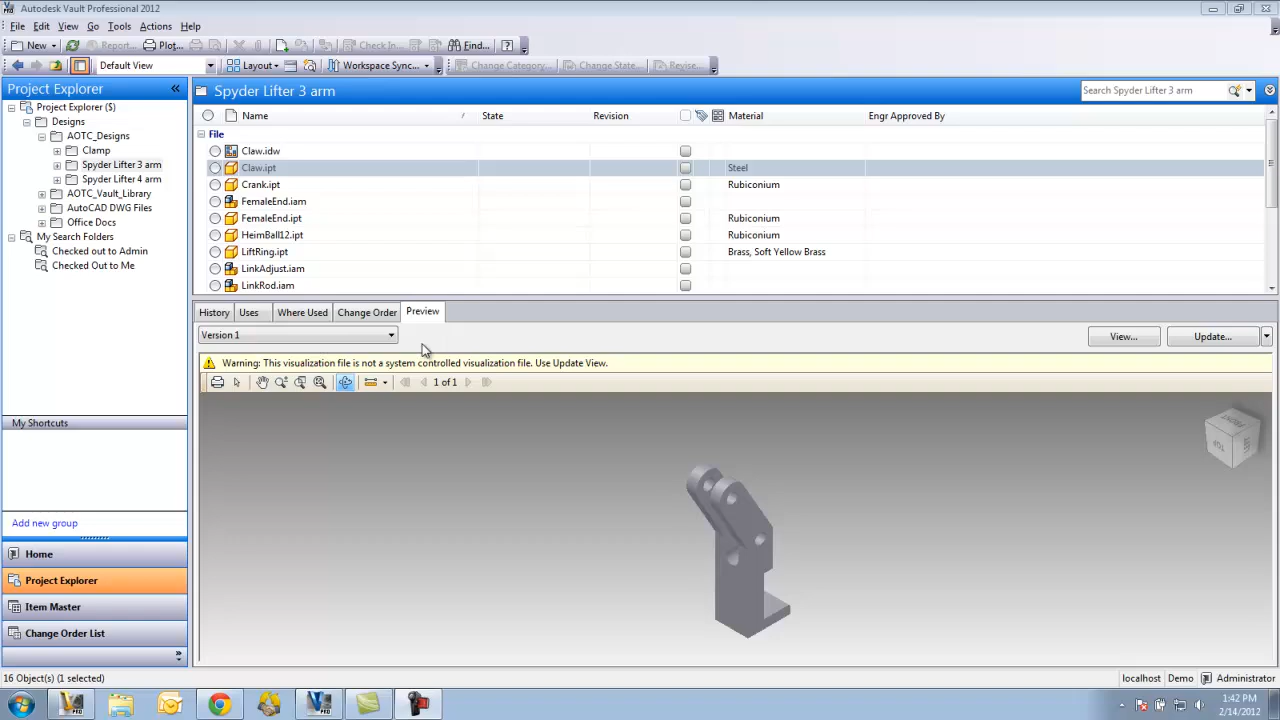 Autodesk Vault Professional 2012
File Edit View Go Tools Actions Help
New Report... Plot... Check In... Find...
Default View Layout Workspace Sync... Change Category... Change State... Revise...
Project Explorer
Project Explorer ($)
Designs
AOTC_Designs
Clamp
Spyder Lifter 3 arm
Spyder Lifter 4 arm
AOTC_Vault_Library
AutoCAD DWG Files
Office Docs
My Search Folders
Checked out to Admin
Checked Out to Me
My Shortcuts
Add new group
Home
Project Explorer
Item Master
Change Order List
Spyder Lifter 3 arm Search Spyder Lifter 3 arm
Name / State Revision Material Engr Approved By
File
Claw.idw
Claw.ipt Steel
Crank.ipt Rubiconium
FemaleEnd.iam
FemaleEnd.ipt Rubiconium
HeimBall12.ipt Rubiconium
LiftRing.ipt Brass, Soft Yellow Brass
LinkAdjust.iam
LinkRod.iam
History Uses Where Used Change Order Preview
Version 1 View... Update...
Warning: This visualization file is not a system controlled visualization file. Use Update View.
1 of 1
FRONT
TOP
16 Object(s) (1 selected) localhost Demo Administrator
1:42 PM
2/14/2012